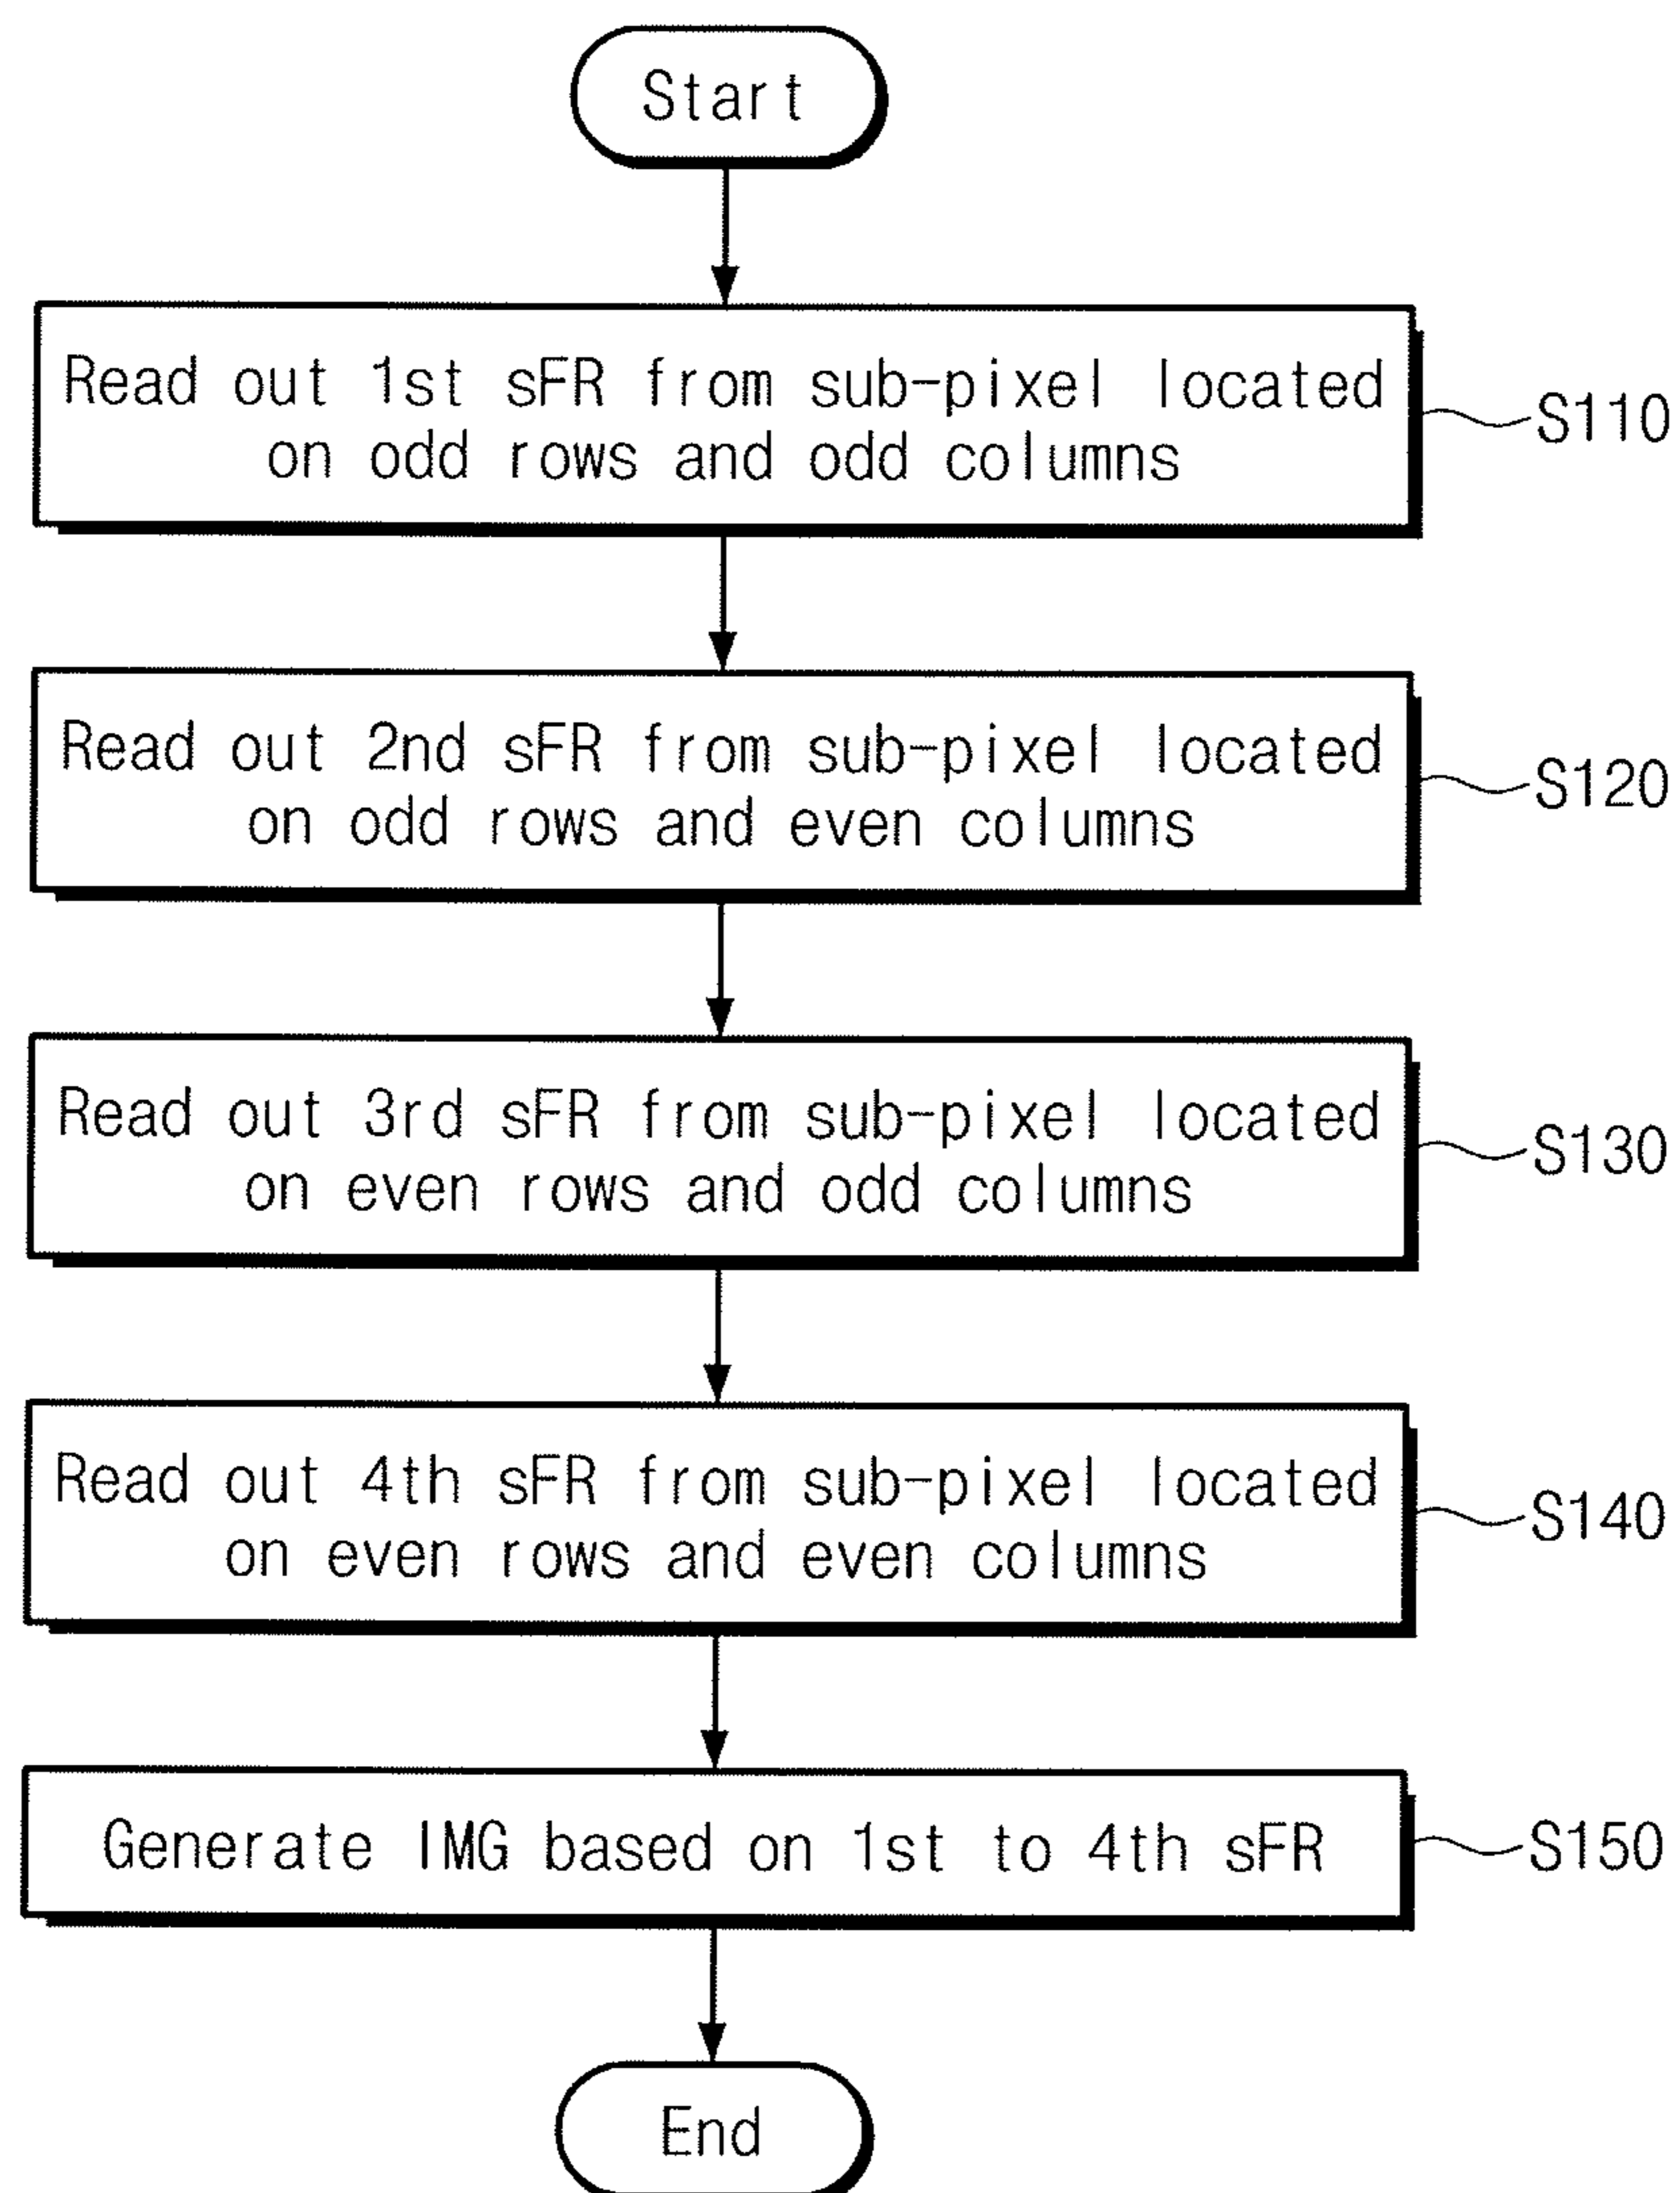 Start
Read out 1st sFR from sub-pixel located
on odd rows and odd columns
S110
Read out 2nd sFR from sub-pixel located
on odd rows and even columns
S120
Read out 3rd sFR from sub-pixel located
on even rows and odd columns
S130
Read out 4th sFR from sub-pixel located
on even rows and even columns
S140
Generate IMG based on 1st to 4th sFR
S150
End